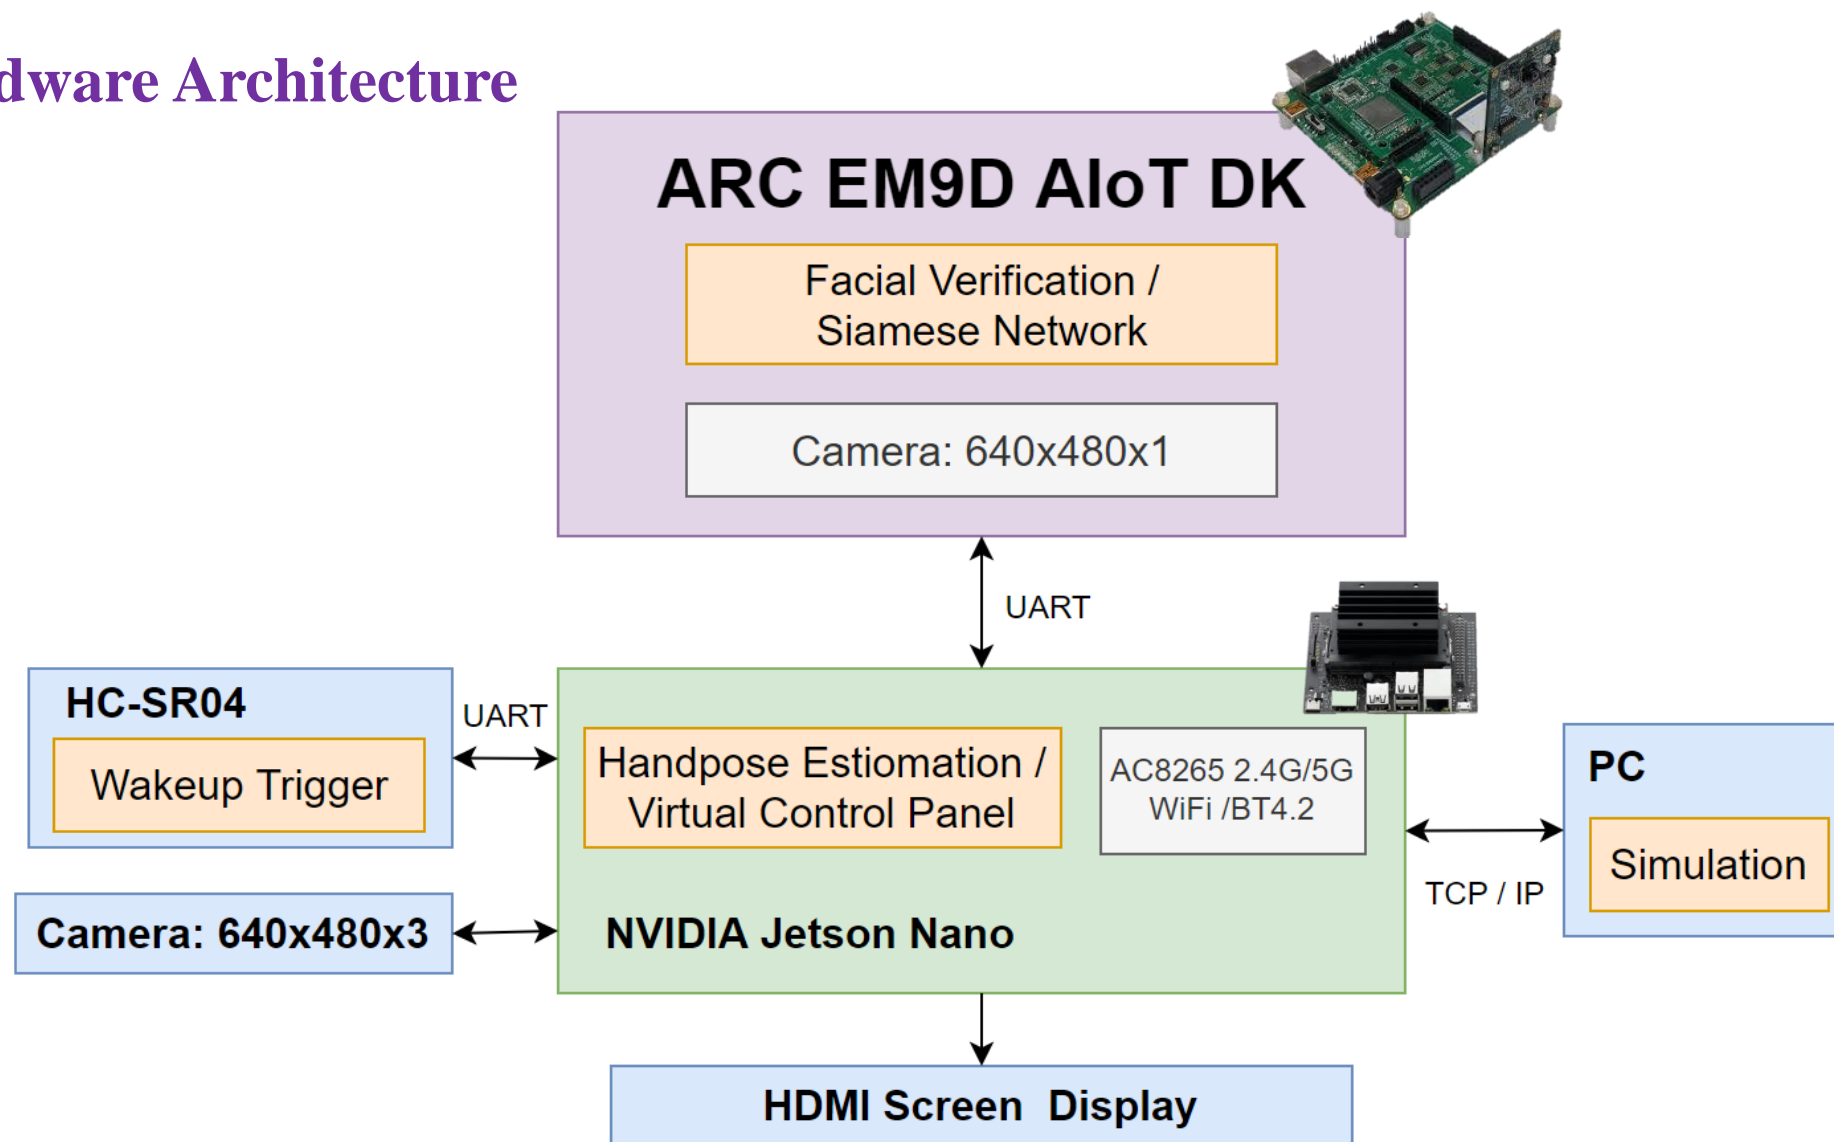 dware Architecture
ARC EM9D AIoT DK
Facial Verification /
Siamese Network
Camera: 640x480x1
UART
HC-SR04
Wakeup Trigger
UART
Handpose Estiomation /
Virtual Control Panel
AC8265 2.4G/5G
WiFi /BT4.2
NVIDIA Jetson Nano
Camera: 640x480x3
TCP / IP
PC
Simulation
HDMI Screen  Display